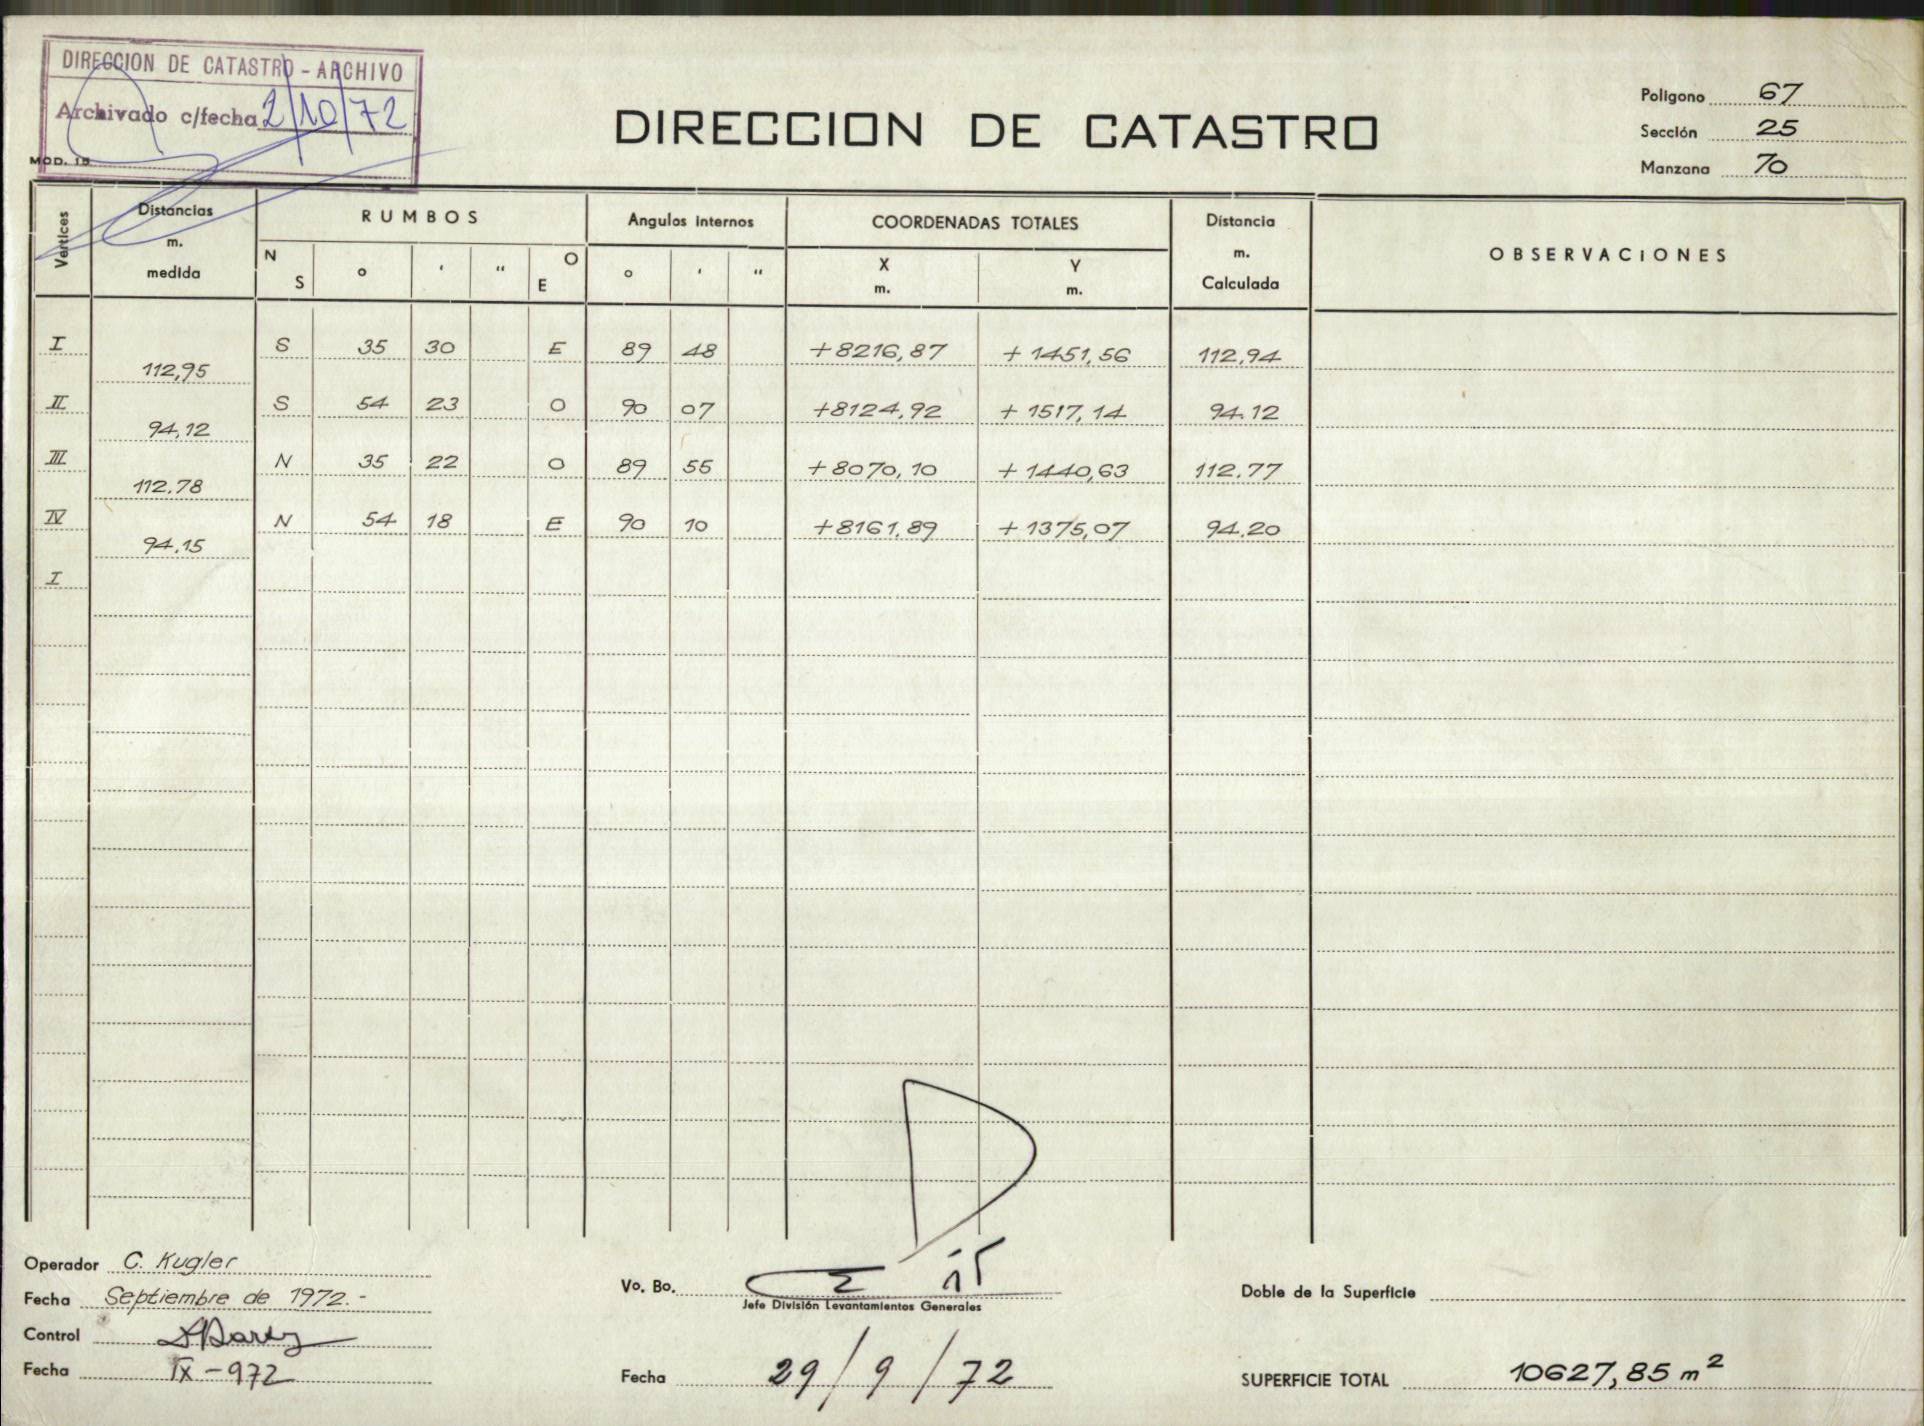 DIRECCION DE CATASTRO - ARCHIVO
Archivado c/fecha 2/10/72
MOD. 15
DIRECCION DE CATASTRO
Polígono 67
Sección 25
Manzana 70
Vertices
Distancias m. medida
RUMBOS
N S ° ' " O E
Angulos internos
° ' "
COORDENADAS TOTALES
X m. Y m.
Distancia m. Calculada
OBSERVACIONES
I S 35 30 E 89 48 +8216,87 +1451,56 112,94
112,95
II S 54 23 O 90 07 +8124,92 +1517,14 94.12
94,12
III N 35 22 O 89 55 +8070,10 +1440,63 112.77
112.78
IV N 54 18 E 90 10 +8161,89 +1375,07 94.20
94.15
I
Operador C. Kugler
Fecha Septiembre de 1972.-
Control
Fecha IX-972
Vo. Bo.
Jefe División Levantamientos Generales
Fecha 29/9/72
Doble de la Superficie
SUPERFICIE TOTAL 10627,85 m²